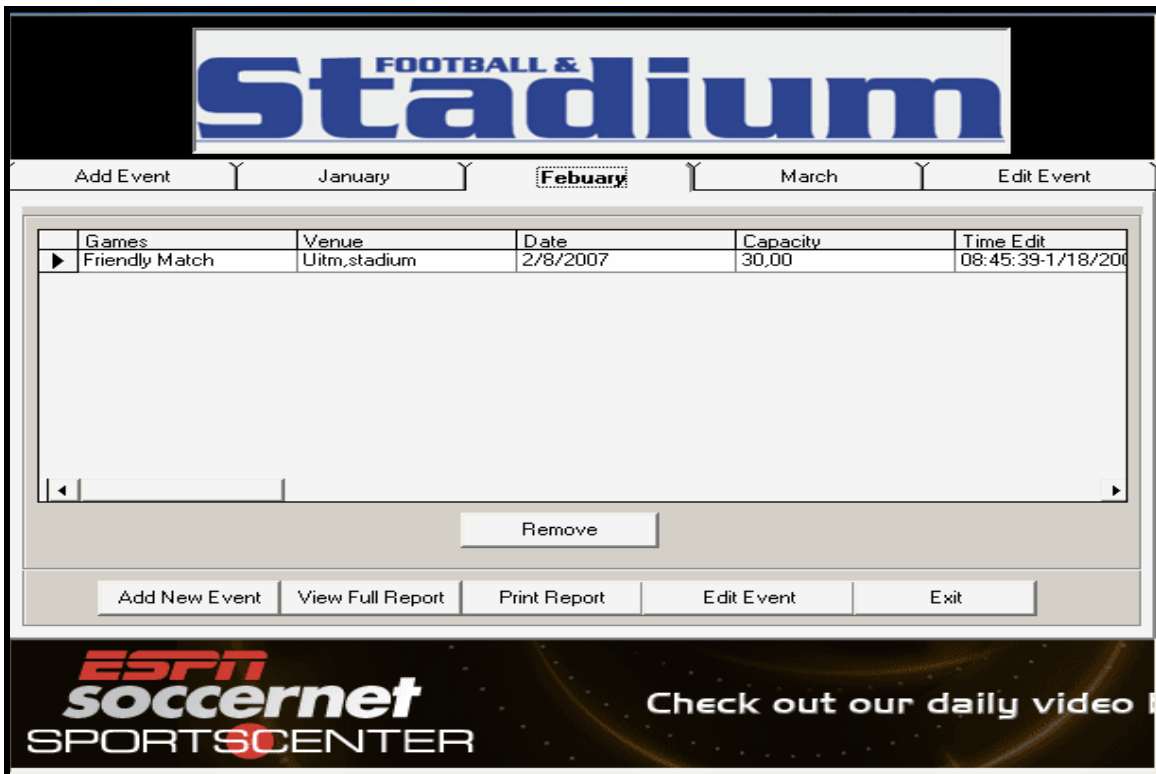 FOOTBALL &
Stadium
Add Event January Febuary March Edit Event
Games Venue Date Capacity Time Edit
Friendly Match Uitm,stadium 2/8/2007 30,00 08:45:39-1/18/200
Remove
Add New Event View Full Report Print Report Edit Event Exit
ESPN
soccernet
SPORTSCENTER
Check out our daily video